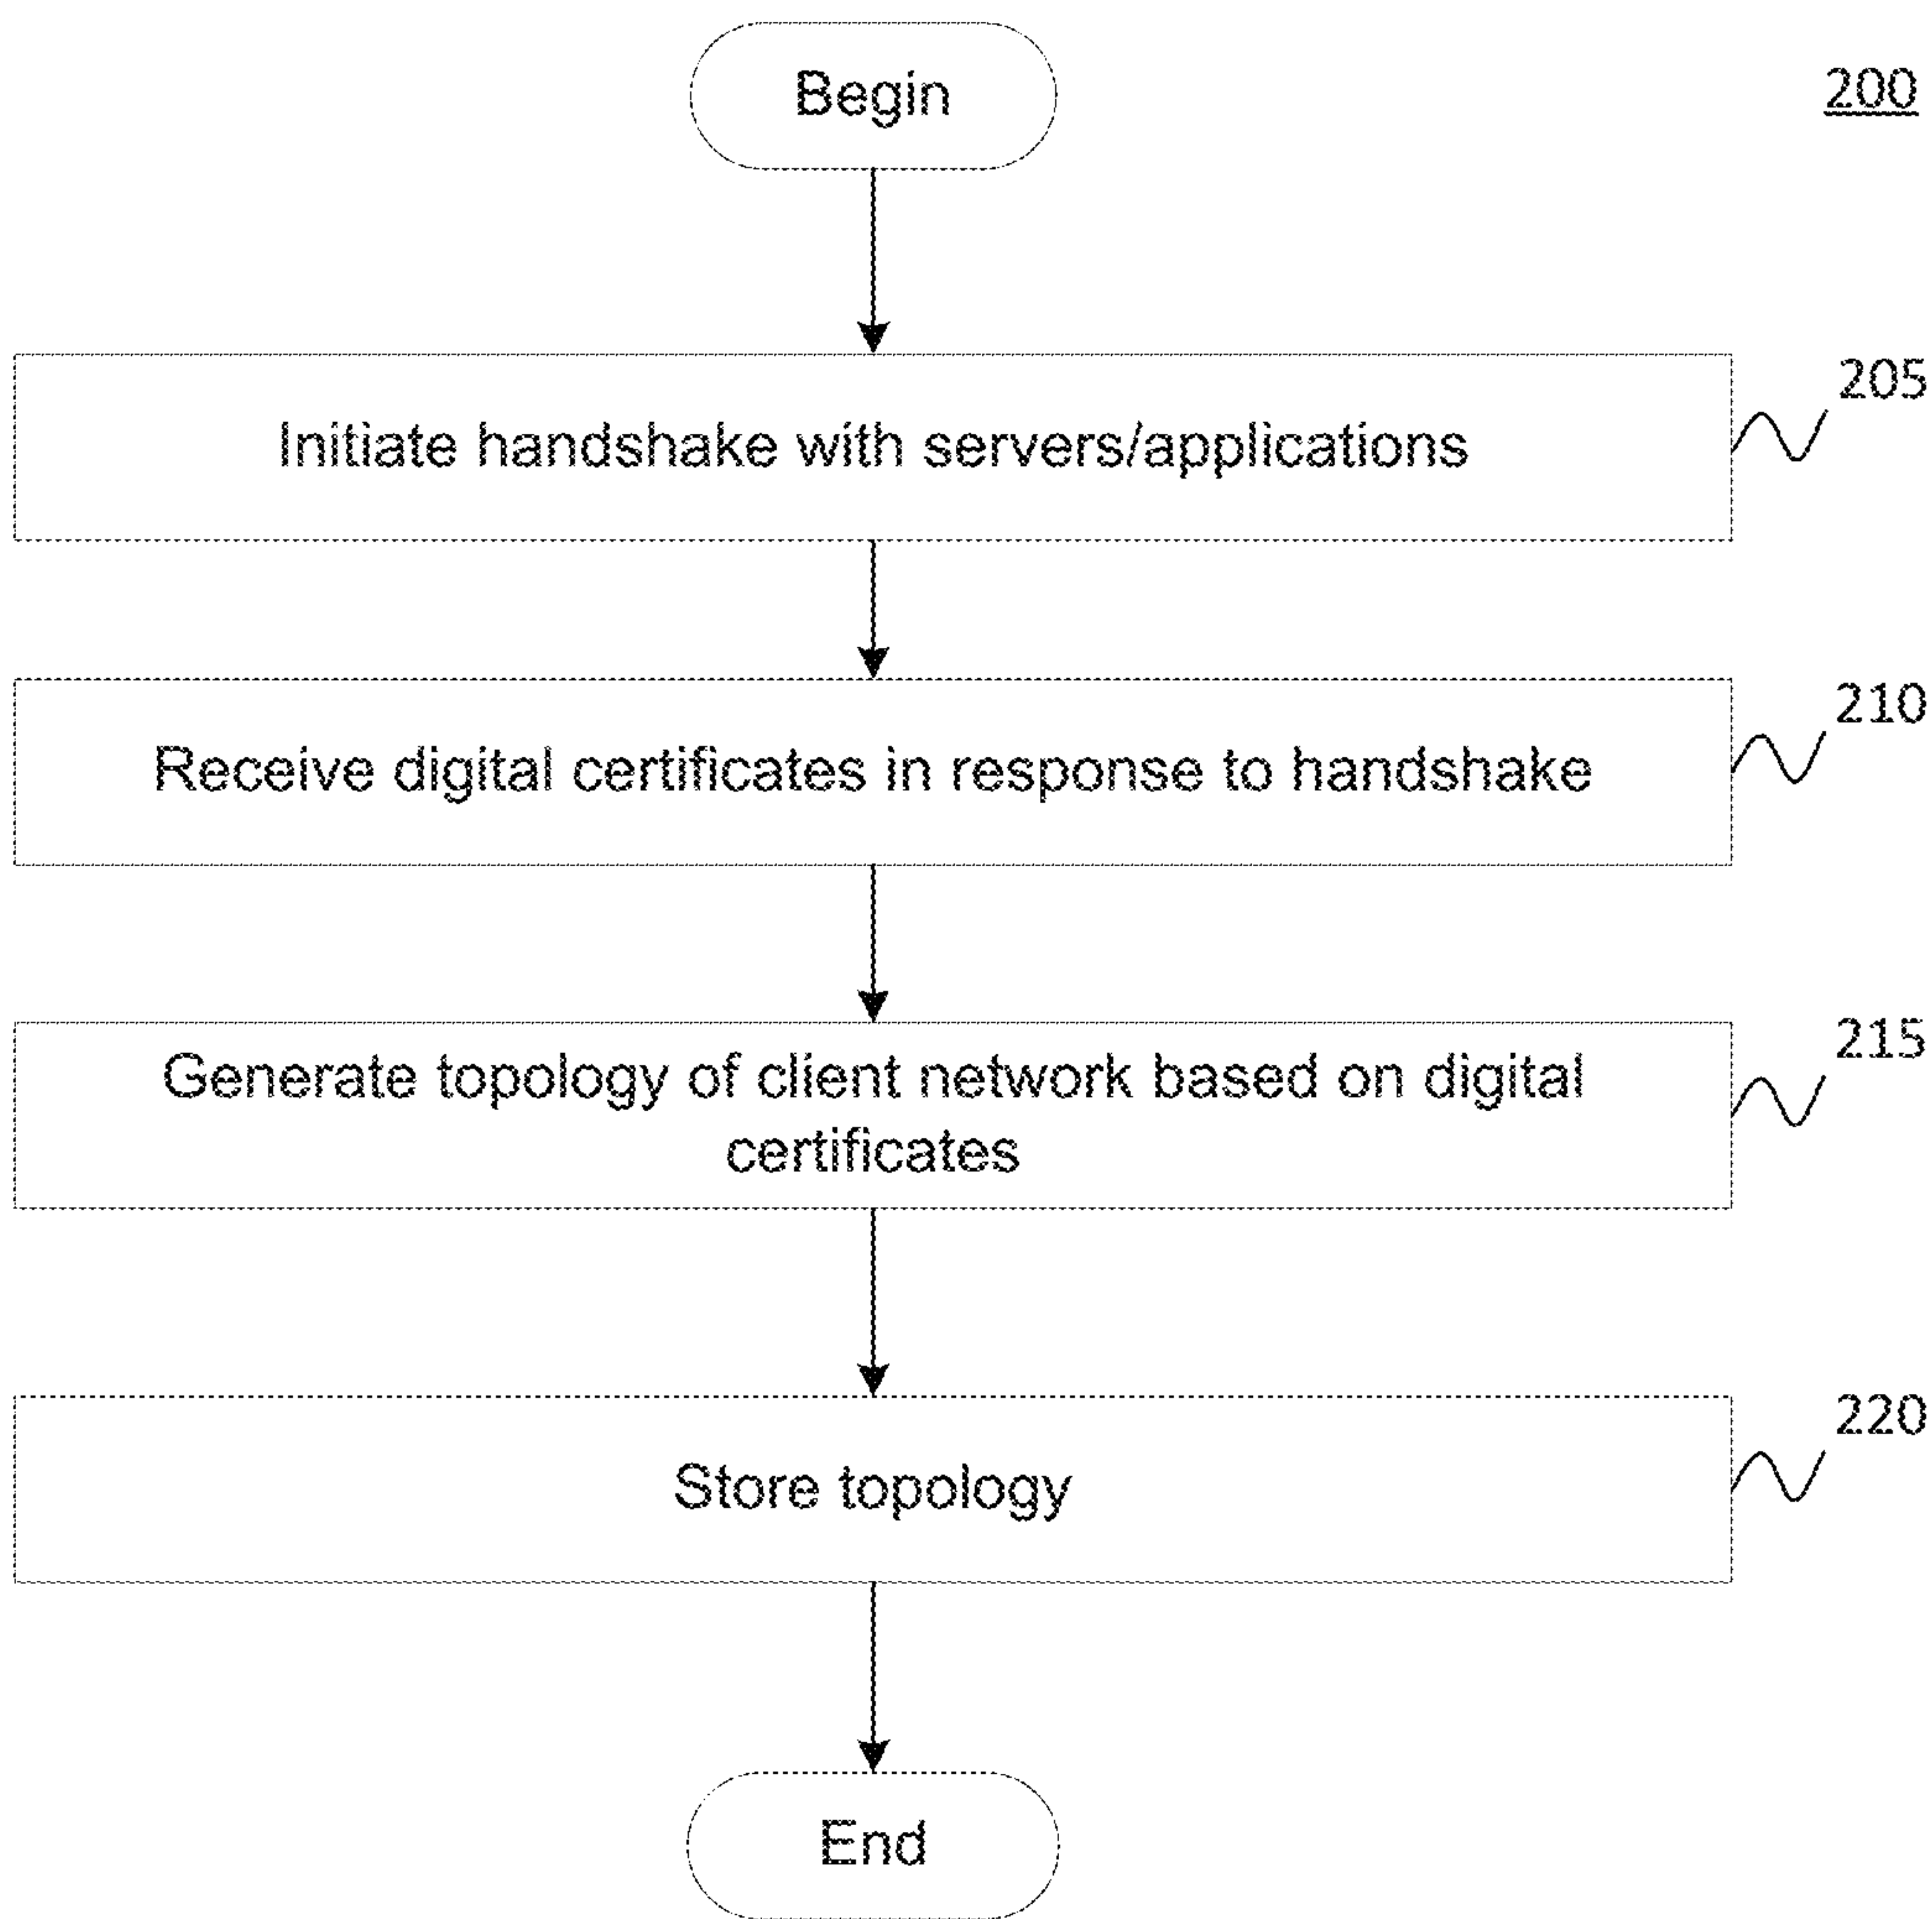 Begin
200
Initiate handshake with servers/applications
205
Receive digital certificates in response to handshake
210
Generate topology of client network based on digital
certificates
215
Store topology
220
End